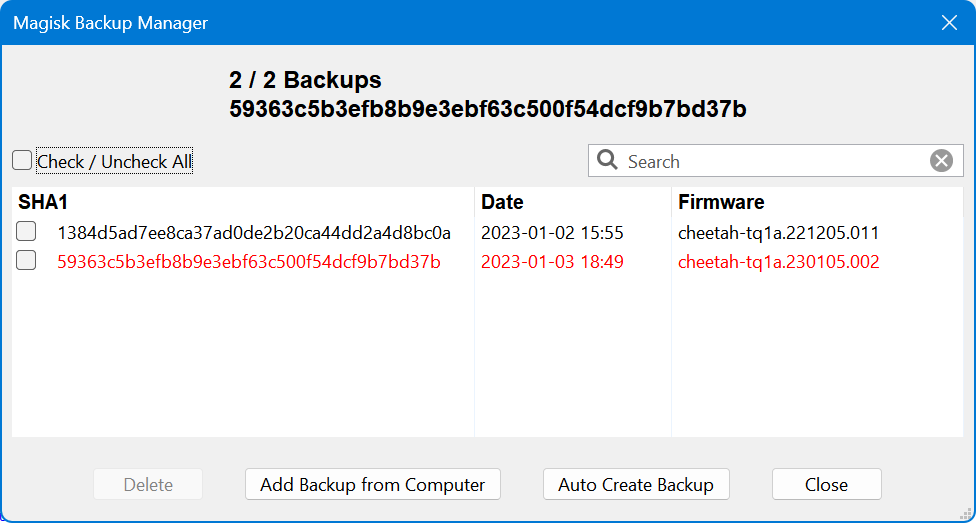 Magisk Backup Manager
2 / 2 Backups
59363c5b3efb8b9e3ebf63c500f54dcf9b7bd37b
Check / Uncheck All
Search
SHA1 Date Firmware
1384d5ad7ee8ca37ad0de2b20ca44dd2a4d8bc0a 2023-01-02 15:55 cheetah-tq1a.221205.011
59363c5b3efb8b9e3ebf63c500f54dcf9b7bd37b 2023-01-03 18:49 cheetah-tq1a.230105.002
Delete Add Backup from Computer Auto Create Backup Close